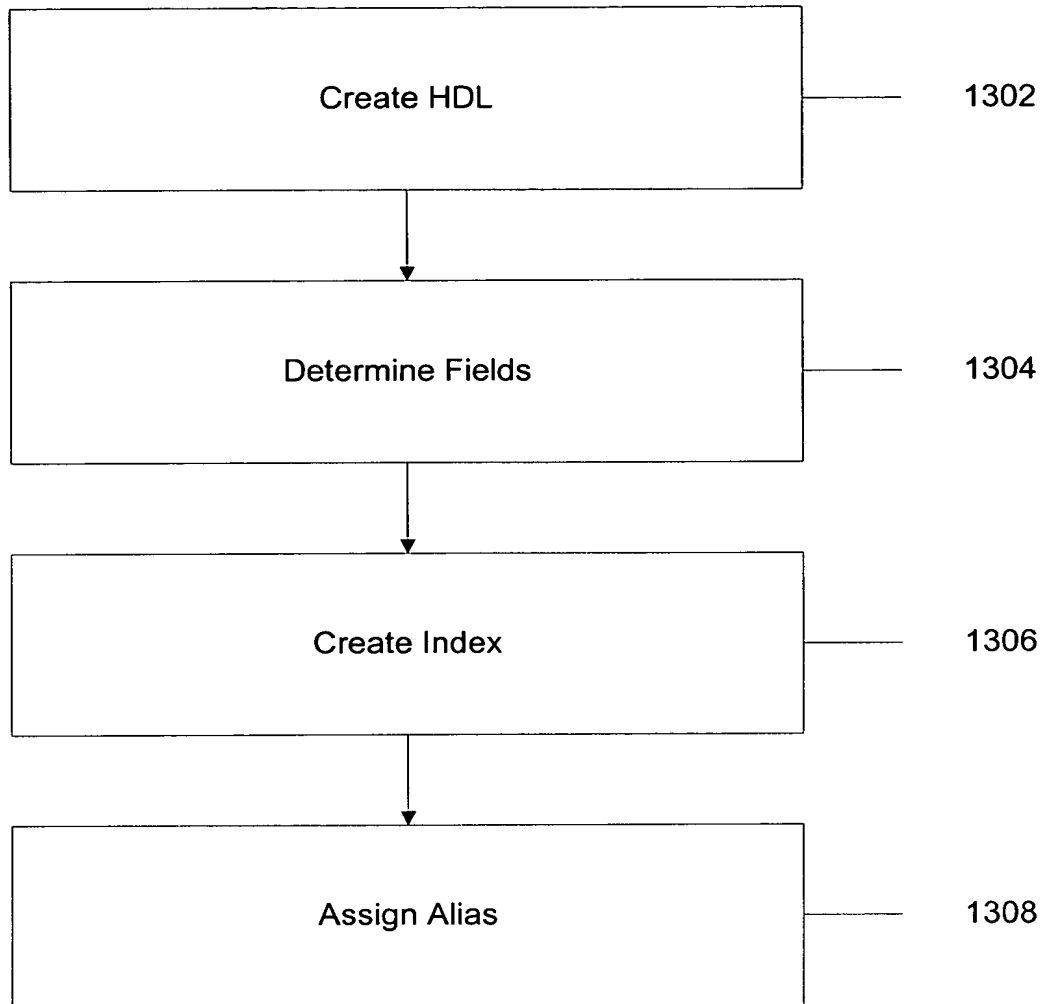 Create HDL 1302
Determine Fields 1304
Create Index 1306
Assign Alias 1308